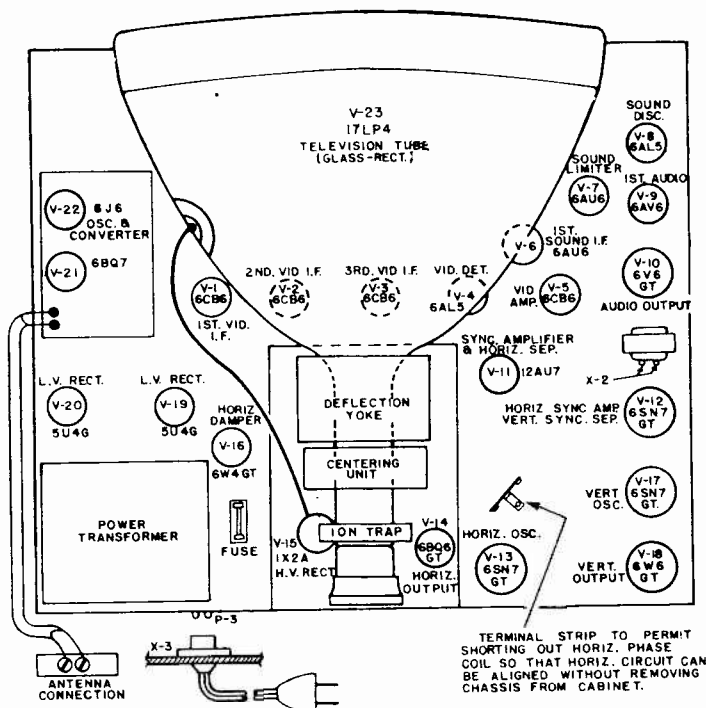 V-23
17LP4
TELEVISION TUBE
(GLASS-RECT.)
SOUND
DISC.
V-8
6AL5
SOUND
LIMITER
V-7
6AU6
1ST. AUDIO
V-9
6AV6
V-22
6J6
OSC. &
CONVERTER
V-21
6BQ7
V-6
1ST.
SOUND I.F.
6AU6
V-10
6V6
GT
AUDIO OUTPUT
V-1
6CB6
1ST. VID.
I.F.
2ND. VID I.F.
V-2
6CB6
3RD. VID I.F.
V-3
6CB6
VID. DET.
V-4
6AL5
VID
AMP.
V-5
6CB6
SYNC. AMPLIFIER
& HORIZ. SEP.
V-11
12AU7
X-2
L.V. RECT.
V-20
5U4G
L.V. RECT.
V-19
5U4G
HORIZ
DAMPER
V-16
6W4GT
DEFLECTION
YOKE
CENTERING
UNIT
HORIZ SYNC AMP
VERT. SYNC. SEP.
V-12
6SN7
GT
POWER
TRANSFORMER
FUSE
V-15
1X2A
H.V. RECT.
ION TRAP
V-14
6BQ6
GT
HORIZ.
OUTPUT
HORIZ. OSC.
V-13
6SN7
GT
VERT
OSC.
V-17
6SN7
GT.
VERT.
OUTPUT
V-18
6W6
GT
P-3
X-3
ANTENNA
CONNECTION
TERMINAL STRIP TO PERMIT
SHORTING OUT HORIZ. PHASE
COIL SO THAT HORIZ. CIRCUIT CAN
BE ALIGNED WITHOUT REMOVING
CHASSIS FROM CABINET.